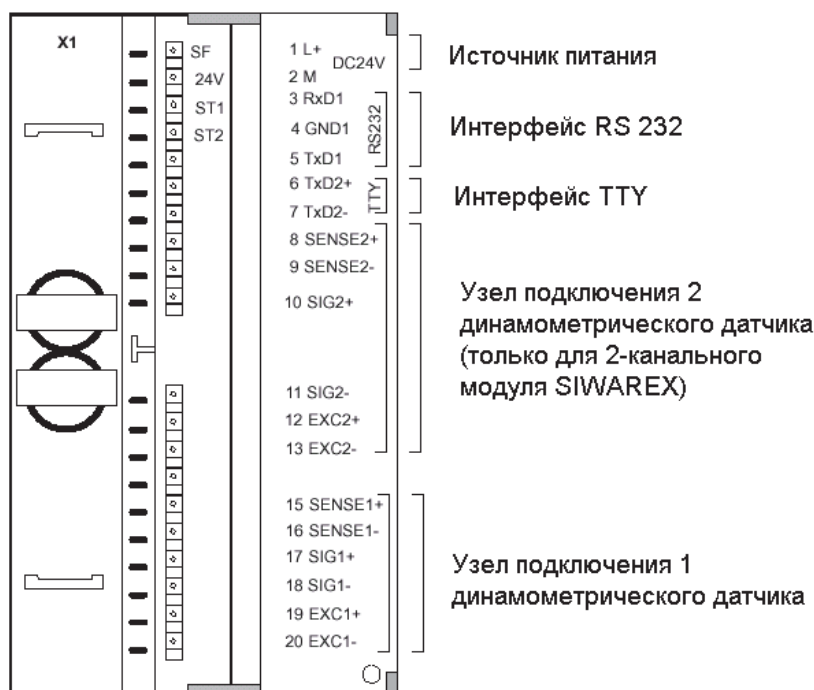 X1
SF
24V
ST1
ST2
1 L+
DC24V
2 M
3 RxD1
4 GND1
5 TxD1
RS232
6 TxD2+
7 TxD2-
TTY
8 SENSE2+
9 SENSE2-
10 SIG2+
11 SIG2-
12 EXC2+
13 EXC2-
15 SENSE1+
16 SENSE1-
17 SIG1+
18 SIG1-
19 EXC1+
20 EXC1-
Источник питания
Интерфейс RS 232
Интерфейс TTY
Узел подключения 2
динамометрического датчика
(только для 2-канального
модуля SIWAREX)
Узел подключения 1
динамометрического датчика